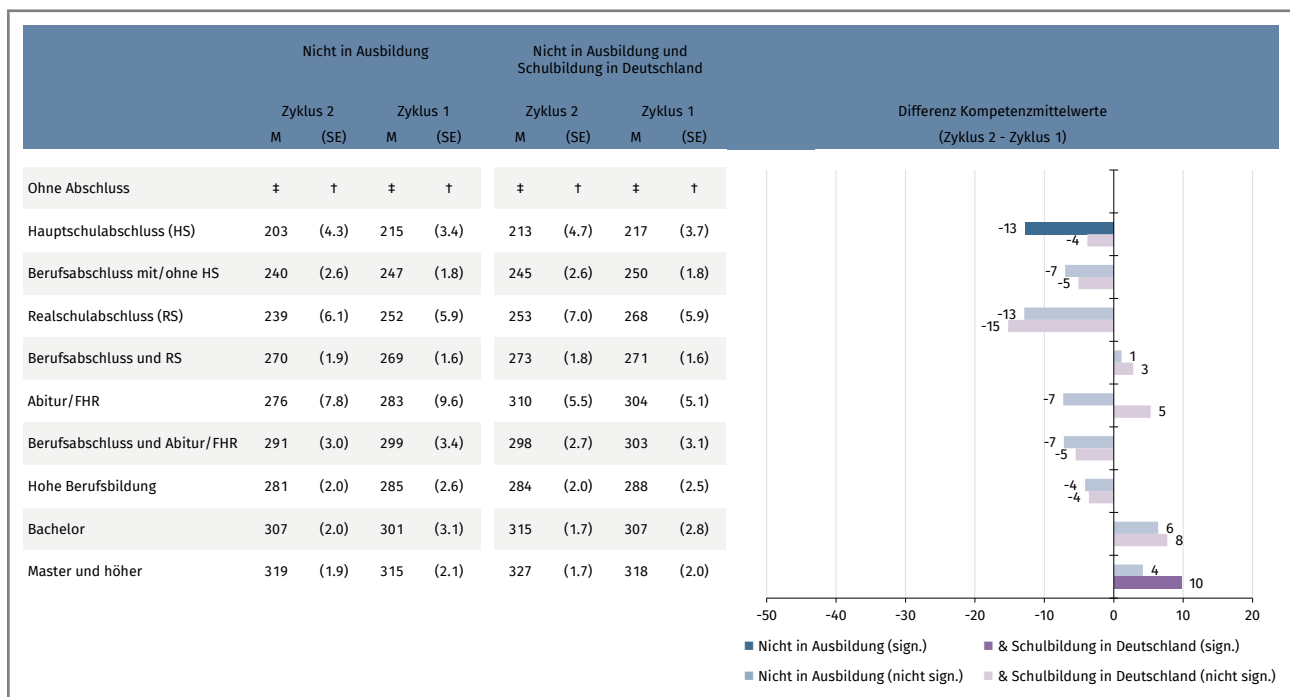 Nicht in Ausbildung
Nicht in Ausbildung und
Schulbildung in Deutschland
Zyklus 2 Zyklus 1 Zyklus 2 Zyklus 1 Differenz Kompetenzmittelwerte
M (SE) M (SE) M (SE) M (SE) (Zyklus 2 - Zyklus 1)
Ohne Abschluss ‡ † ‡ † ‡ † ‡ †
Hauptschulabschluss (HS) 203 (4.3) 215 (3.4) 213 (4.7) 217 (3.7) -13
-4
Berufsabschluss mit/ohne HS 240 (2.6) 247 (1.8) 245 (2.6) 250 (1.8) -7
-5
Realschulabschluss (RS) 239 (6.1) 252 (5.9) 253 (7.0) 268 (5.9) -13
-15
Berufsabschluss und RS 270 (1.9) 269 (1.6) 273 (1.8) 271 (1.6) 1
3
Abitur/FHR 276 (7.8) 283 (9.6) 310 (5.5) 304 (5.1) -7
5
Berufsabschluss und Abitur/FHR 291 (3.0) 299 (3.4) 298 (2.7) 303 (3.1) -7
-5
Hohe Berufsbildung 281 (2.0) 285 (2.6) 284 (2.0) 288 (2.5) -4
-4
Bachelor 307 (2.0) 301 (3.1) 315 (1.7) 307 (2.8) 6
8
Master und höher 319 (1.9) 315 (2.1) 327 (1.7) 318 (2.0) 4
10
-50 -40 -30 -20 -10 0 10 20
Nicht in Ausbildung (sign.) & Schulbildung in Deutschland (sign.)
Nicht in Ausbildung (nicht sign.) & Schulbildung in Deutschland (nicht sign.)